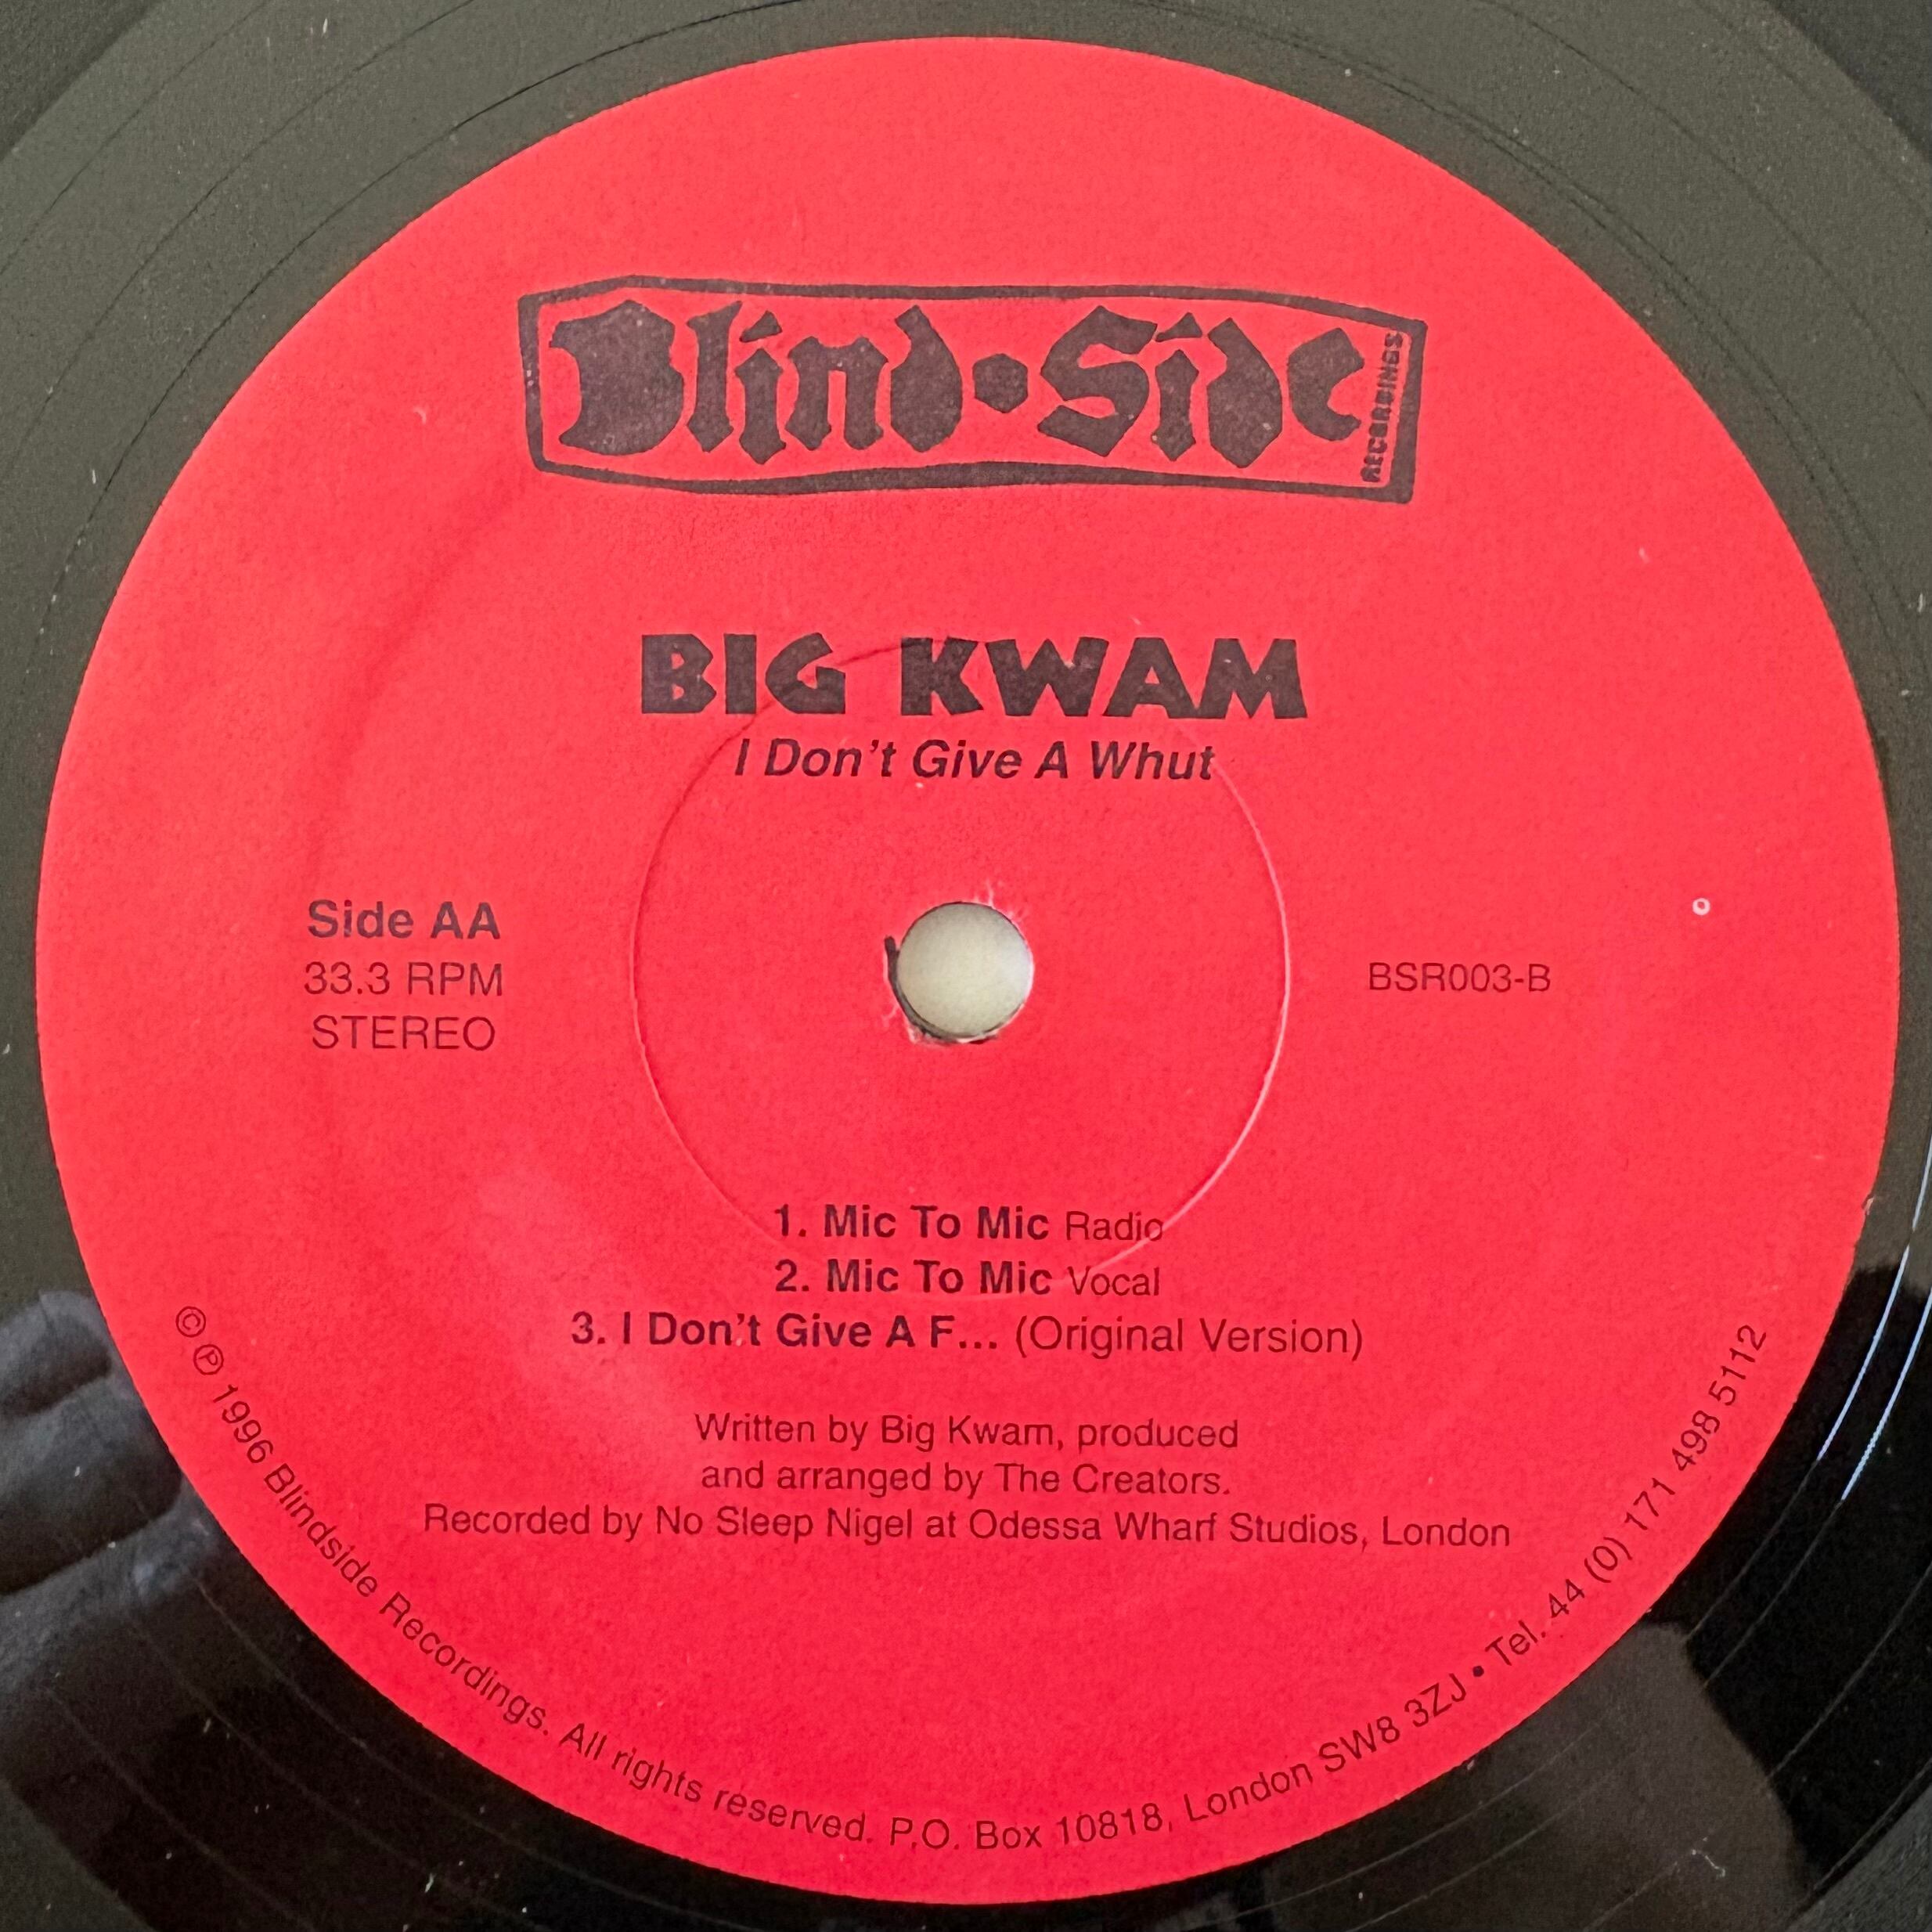 Blind•Side
RECORDINGS
BIG KWAM
I Don't Give A Whut
Side AA
33.3 RPM
STEREO
BSR003-B
1. Mic To Mic Radio
2. Mic To Mic Vocal
3. I Don't Give A F... (Original Version)
Written by Big Kwam, produced
and arranged by The Creators.
Recorded by No Sleep Nigel at Odessa Wharf Studios, London
© ℗ 1996 Blindside Recordings. All rights reserved. P.O. Box 10818, London SW8 3ZJ • Tel. 44 (0) 171 498 5112